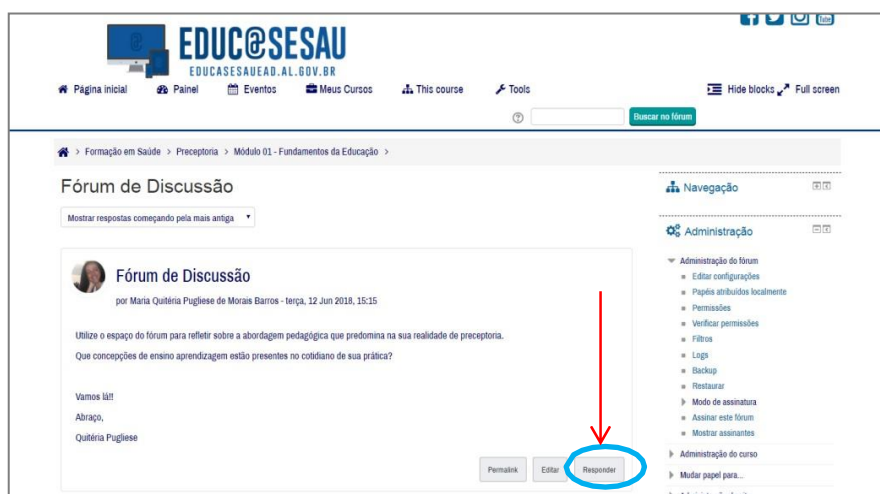 EDUC@SESAU
EDUCASESAUEAD.AL.GOV.BR
Página inicial Painel Eventos Meus Cursos This course Tools Hide blocks Full screen
Buscar no fórum
> Formação em Saúde > Preceptoria > Módulo 01 - Fundamentos da Educação >
Fórum de Discussão
Mostrar respostas começando pela mais antiga
Fórum de Discussão
por Maria Quitéria Pugliese de Morais Barros - terça, 12 Jun 2018, 15:15
Utilize o espaço do fórum para refletir sobre a abordagem pedagógica que predomina na sua realidade de preceptoria.
Que concepções de ensino aprendizagem estão presentes no cotidiano de sua prática?
Vamos lá!!
Abraço,
Quitéria Pugliese
Permalink Editar Responder
Navegação
Administração
Administração do fórum
Editar configurações
Papéis atribuídos localmente
Permissões
Verificar permissões
Filtros
Logs
Backup
Restaurar
Modo de assinatura
Assinar este fórum
Mostrar assinantes
Administração do curso
Mudar papel para...